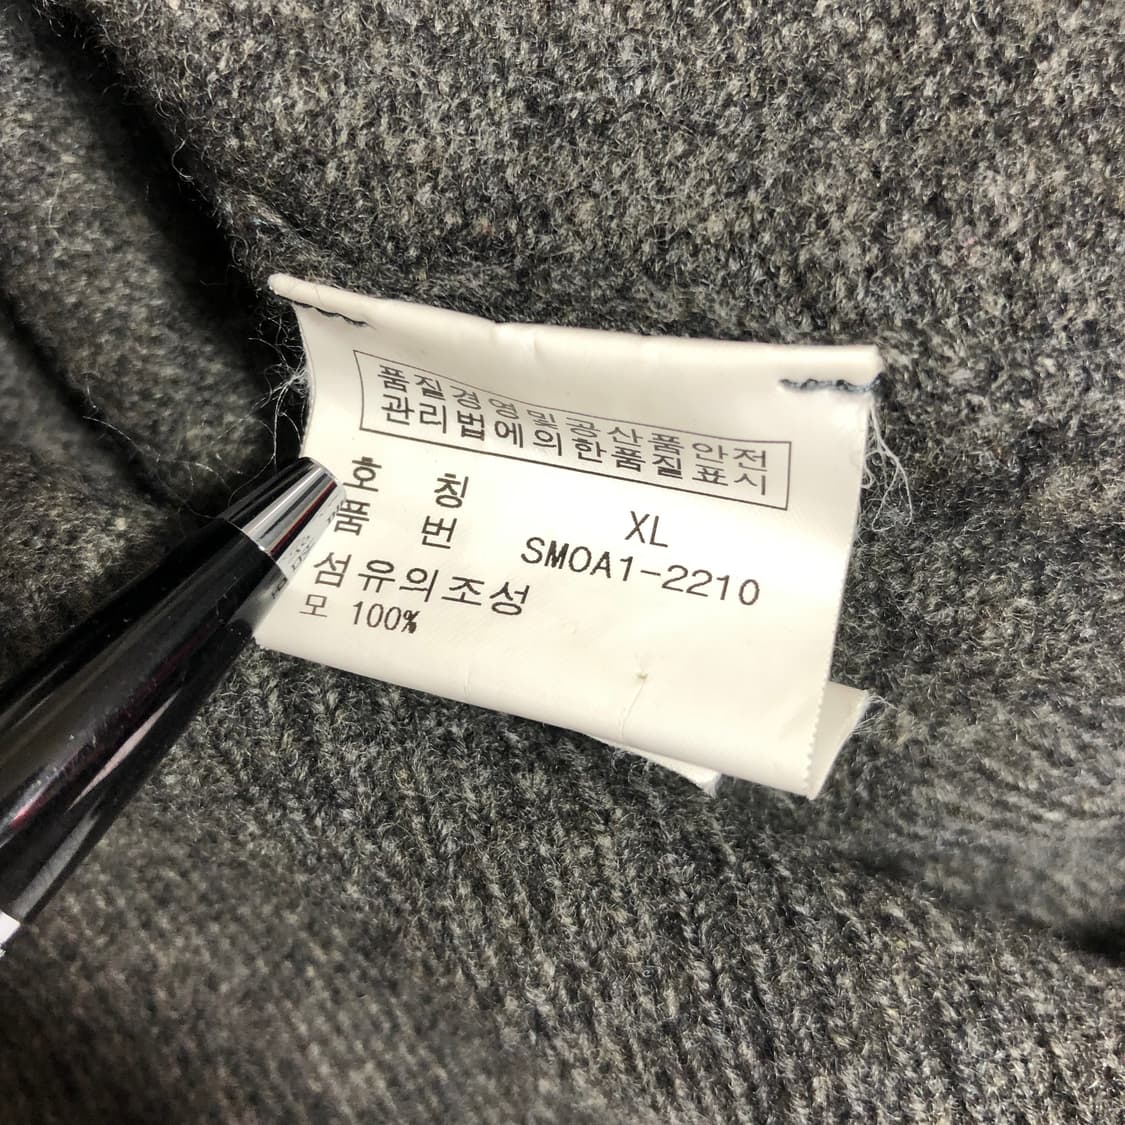 품질경영및공산품안전
관리법에의한품질표시
호 칭 XL
품 번 SMOA1-2210
섬유의조성
모 100%